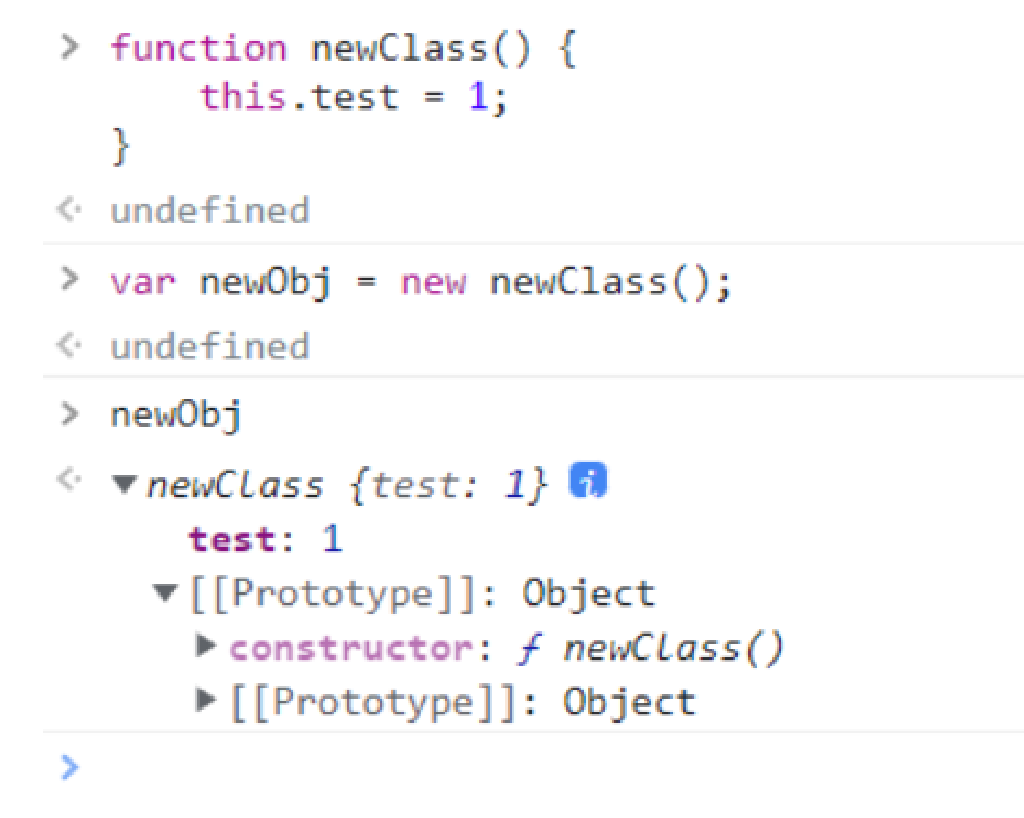 > function newClass() {
this.test = 1;
}
<· undefined
> var newObj = new newClass();
<· undefined
> newObj
<· ▼ newClass {test: 1} i
test: 1
▼ [[Prototype]]: Object
▶ constructor: ƒ newClass()
▶ [[Prototype]]: Object
>